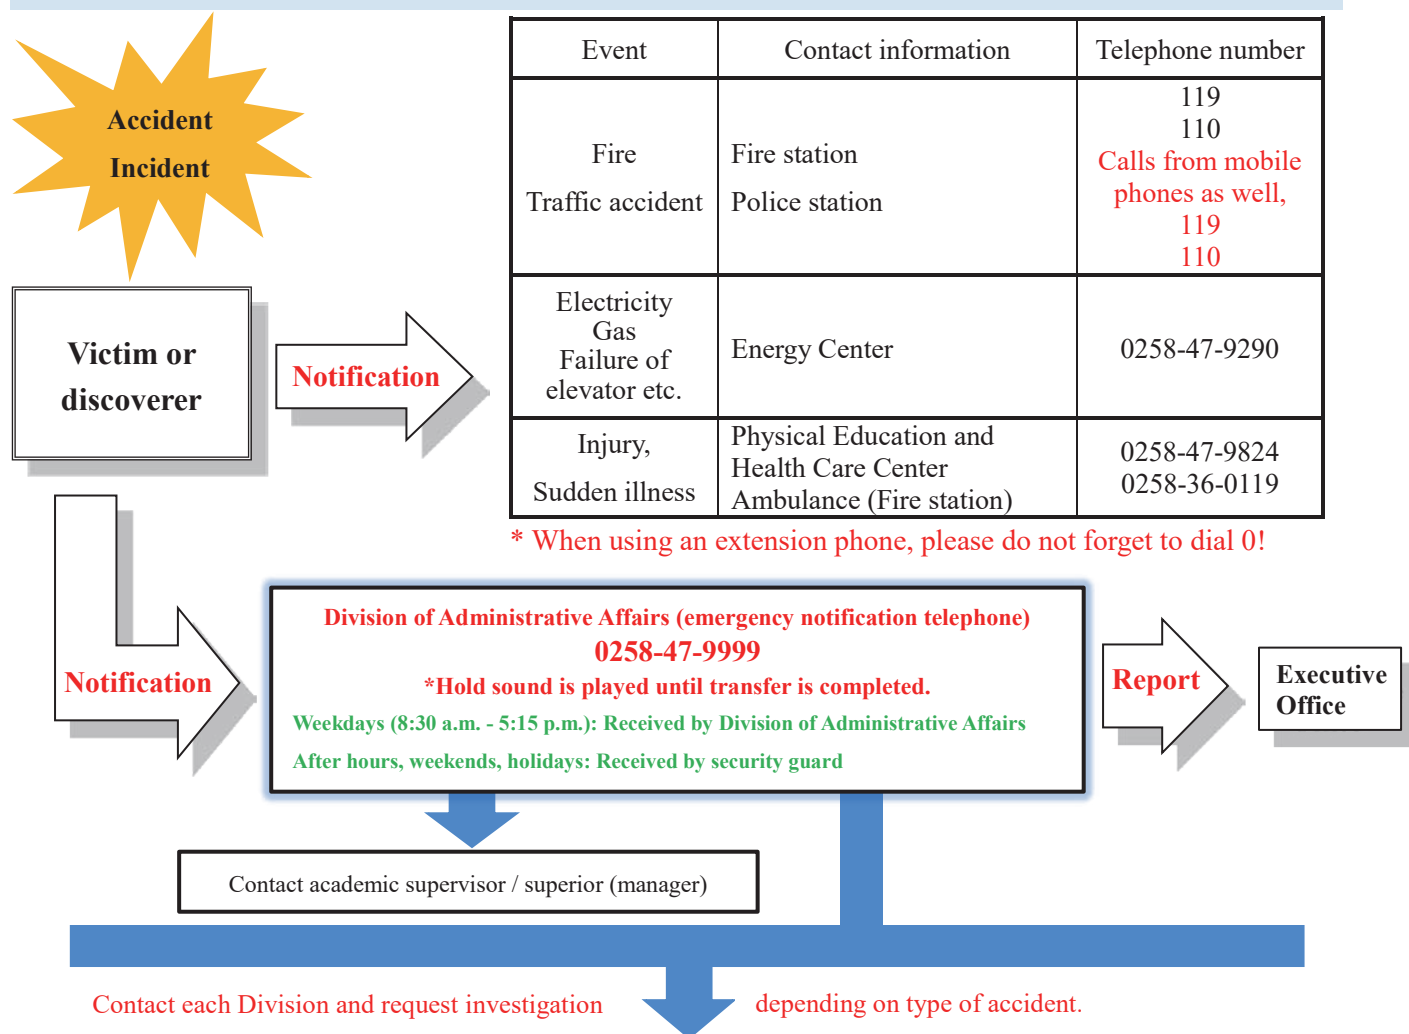 Accident
Incident
Event
Contact information
Telephone number
Fire
Traffic accident
Fire station
Police station
119
110
Calls from mobile
phones as well,
119
110
Electricity
Gas
Failure of
elevator etc.
Energy Center
0258-47-9290
Injury,
Sudden illness
Physical Education and
Health Care Center
Ambulance (Fire station)
0258-47-9824
0258-36-0119
* When using an extension phone, please do not forget to dial 0!
Victim or
discoverer
Notification
Notification
Division of Administrative Affairs (emergency notification telephone)
0258-47-9999
*Hold sound is played until transfer is completed.
Weekdays (8:30 a.m. - 5:15 p.m.): Received by Division of Administrative Affairs
After hours, weekends, holidays: Received by security guard
Report
Executive
Office
Contact academic supervisor / superior (manager)
Contact each Division and request investigation depending on type of accident.